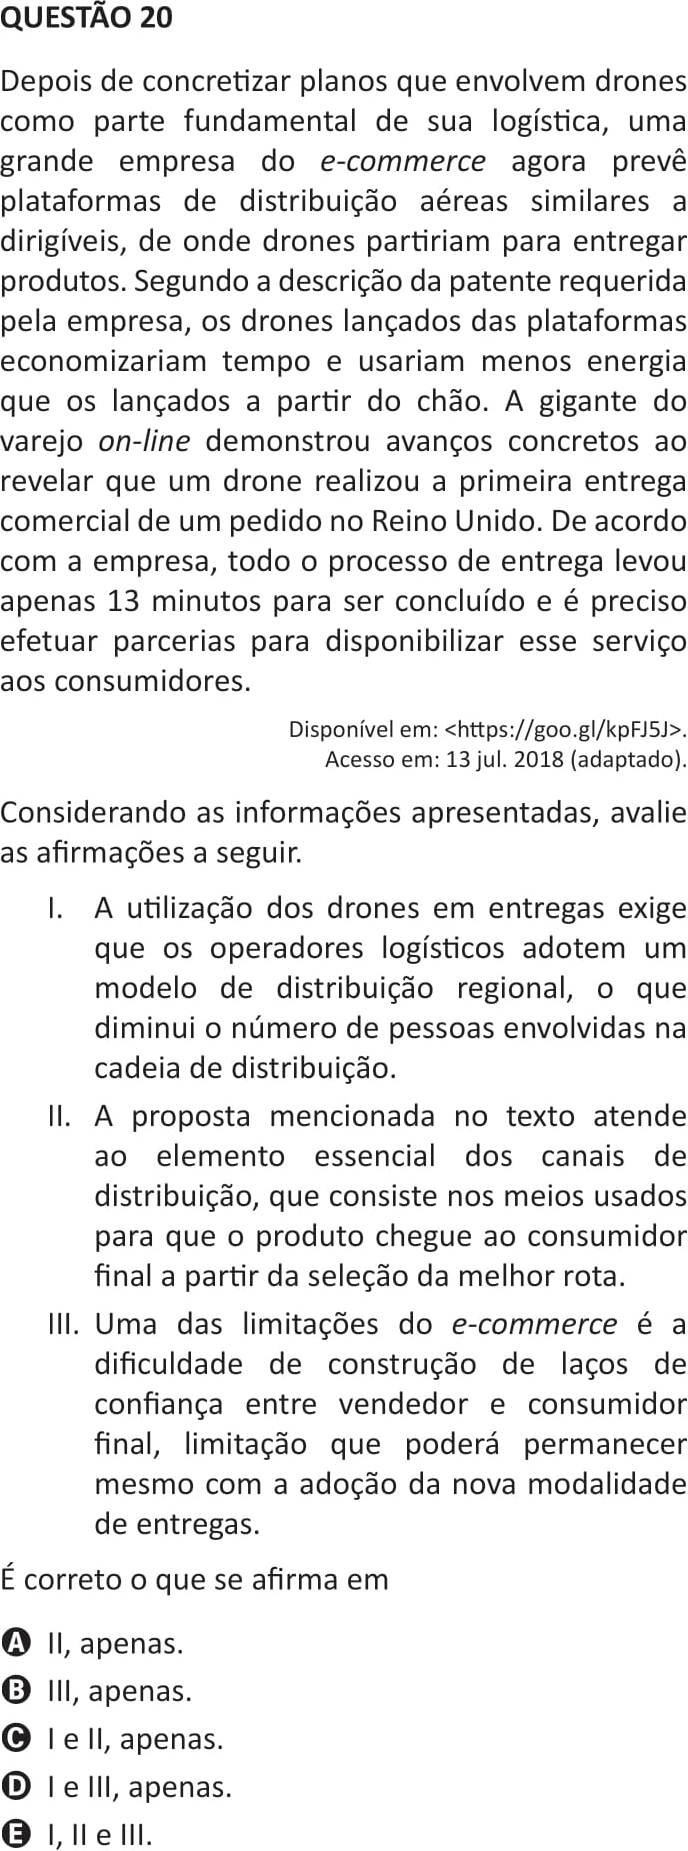 QUESTÃO 20
Depois de concretizar planos que envolvem drones
como parte fundamental de sua logística, uma
grande empresa do e-commerce agora prevê
plataformas de distribuição aéreas similares a
dirigíveis, de onde drones partiriam para entregar
produtos. Segundo a descrição da patente requerida
pela empresa, os drones lançados das plataformas
economizariam tempo e usariam menos energia
que os lançados a partir do chão. A gigante do
varejo on-line demonstrou avanços concretos ao
revelar que um drone realizou a primeira entrega
comercial de um pedido no Reino Unido. De acordo
com a empresa, todo o processo de entrega levou
apenas 13 minutos para ser concluído e é preciso
efetuar parcerias para disponibilizar esse serviço
aos consumidores.
Disponível em: <https://goo.gl/kpFJ5J>.
Acesso em: 13 jul. 2018 (adaptado).
Considerando as informações apresentadas, avalie
as afirmações a seguir.
I. A utilização dos drones em entregas exige
que os operadores logísticos adotem um
modelo de distribuição regional, o que
diminui o número de pessoas envolvidas na
cadeia de distribuição.
II. A proposta mencionada no texto atende
ao elemento essencial dos canais de
distribuição, que consiste nos meios usados
para que o produto chegue ao consumidor
final a partir da seleção da melhor rota.
III. Uma das limitações do e-commerce é a
dificuldade de construção de laços de
confiança entre vendedor e consumidor
final, limitação que poderá permanecer
mesmo com a adoção da nova modalidade
de entregas.
É correto o que se afirma em
A II, apenas.
B III, apenas.
C I e II, apenas.
D I e III, apenas.
E I, II e III.